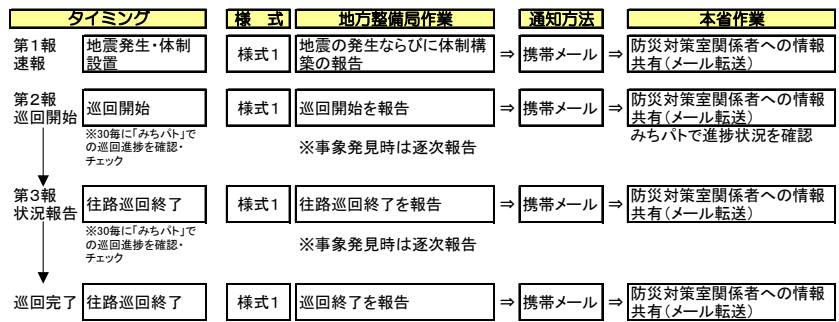 タイミング 様 式 地方整備局作業 通知方法 本省作業
第1報
速報
地震発生・体制
設置
様式1
地震の発生ならびに体制構
築の報告
⇒ 携帯メール ⇒
防災対策室関係者への情報
共有(メール転送)
第2報
巡回開始
巡回開始
様式1
巡回開始を報告
⇒ 携帯メール ⇒
防災対策室関係者への情報
共有(メール転送)
みちパトで進捗状況を確認
※30毎に「みちパト」で
の巡回進捗を確認・
チェック
※事象発見時は逐次報告
第3報
状況報告
往路巡回終了
様式1
往路巡回終了を報告
⇒ 携帯メール ⇒
防災対策室関係者への情報
共有(メール転送)
※30毎に「みちパト」で
の巡回進捗を確認・
チェック
※事象発見時は逐次報告
巡回完了
往路巡回終了
様式1
巡回終了を報告
⇒ 携帯メール ⇒
防災対策室関係者への情報
共有(メール転送)